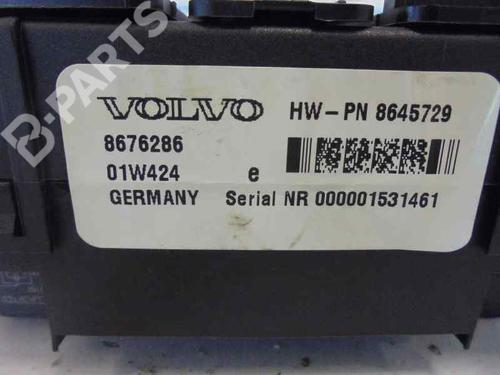 B-PARTS
VOLVO HW-PN 8645729
8676286
01W424 e
GERMANY Serial NR 000001531461